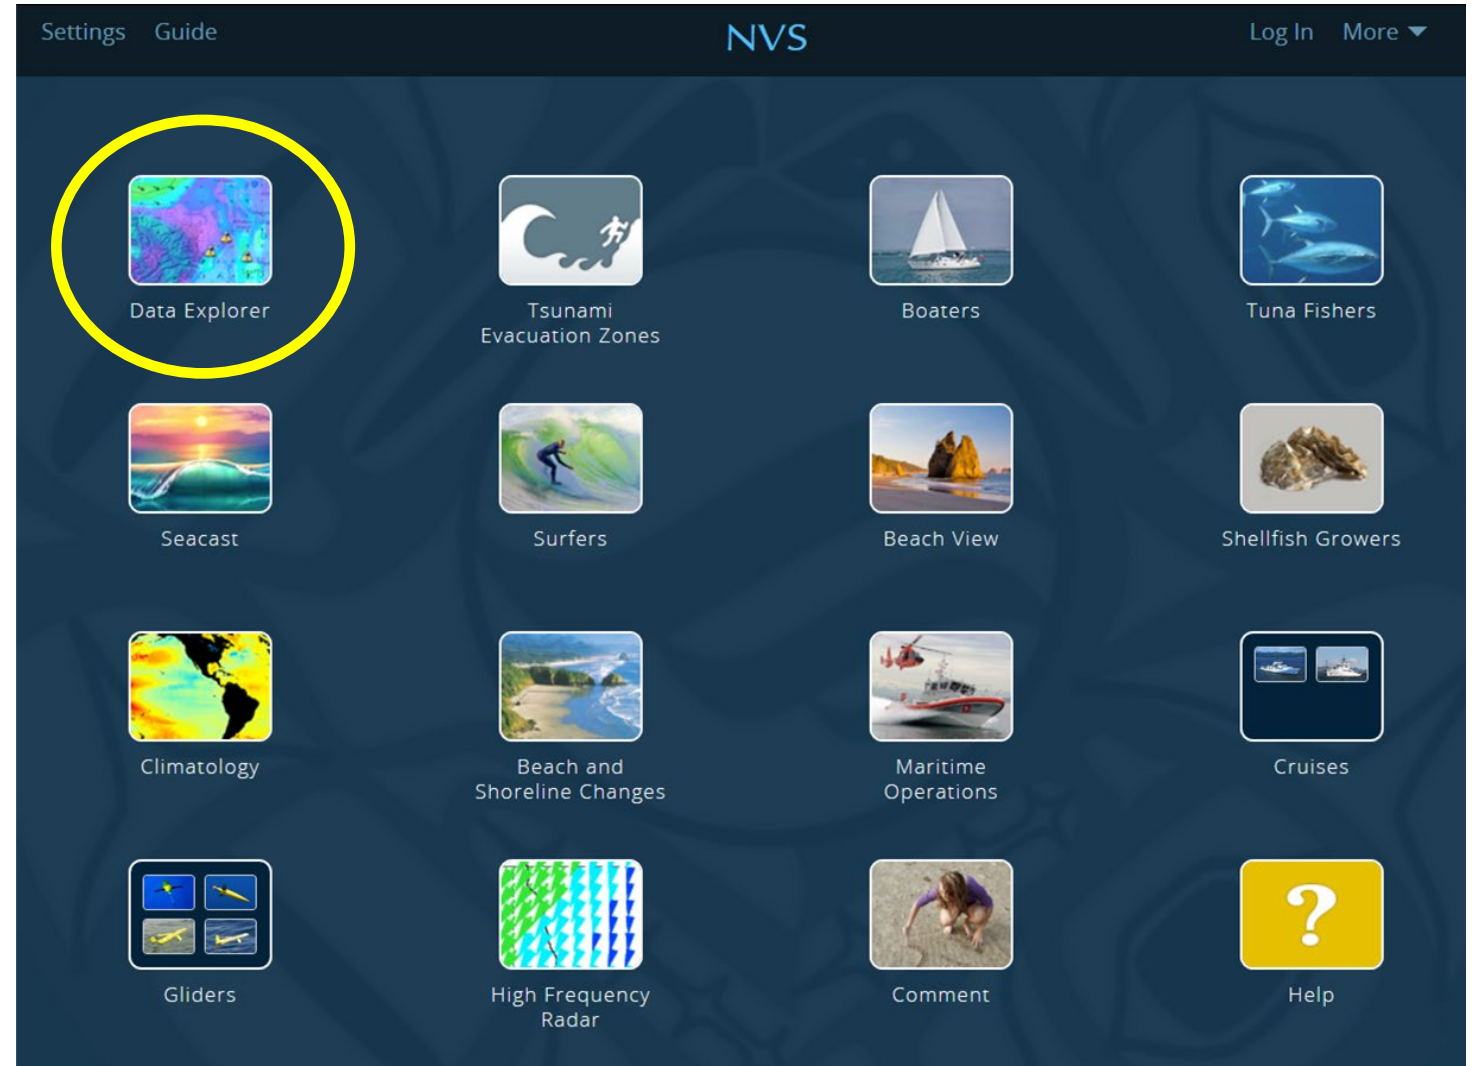 Settings Guide NVS Log In More
Data Explorer
Tsunami
Evacuation Zones
Boaters
Tuna Fishers
Seacast
Surfers
Beach View
Shellfish Growers
Climatology
Beach and
Shoreline Changes
Maritime
Operations
Cruises
Gliders
High Frequency
Radar
Comment
?
Help